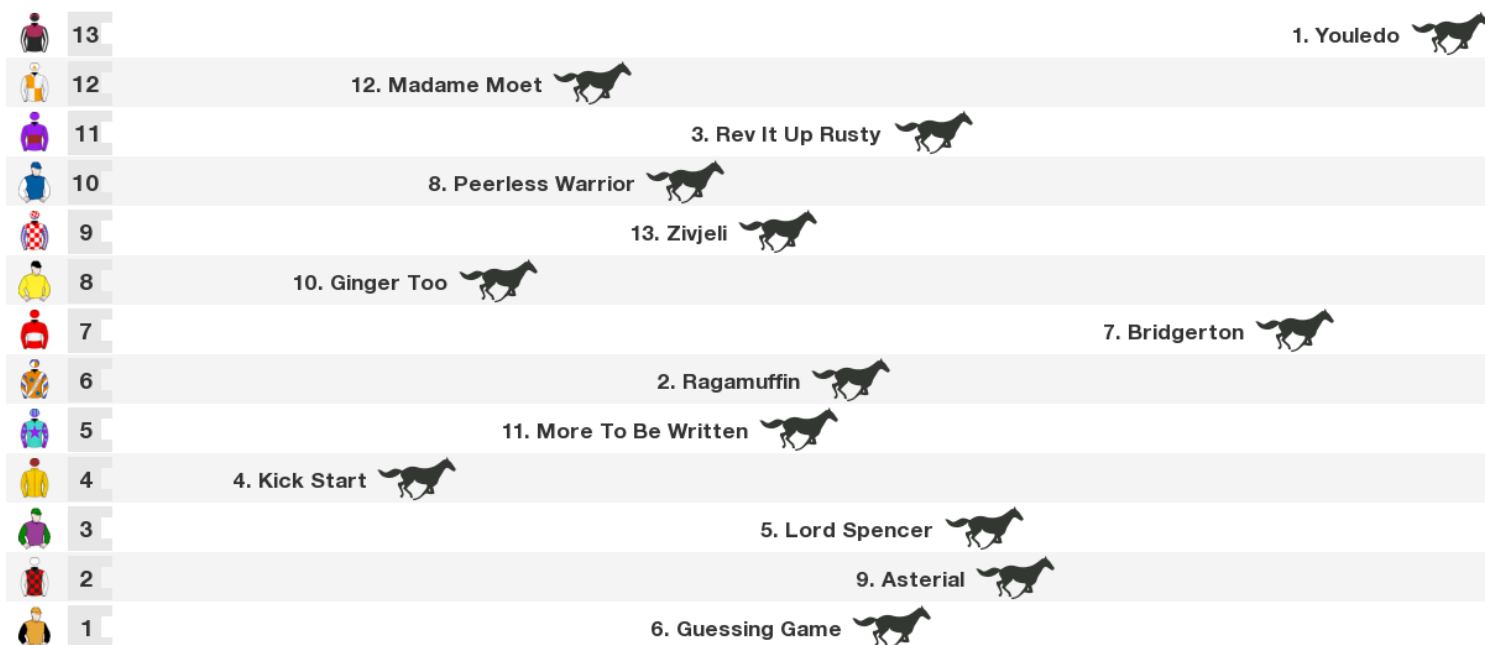 13 1. Youledo
12 12. Madame Moet
11 3. Rev It Up Rusty
10 8. Peerless Warrior
9 13. Zivjeli
8 10. Ginger Too
7 7. Bridgerton
6 2. Ragamuffin
5 11. More To Be Written
4 4. Kick Start
3 5. Lord Spencer
2 9. Asterial
1 6. Guessing Game